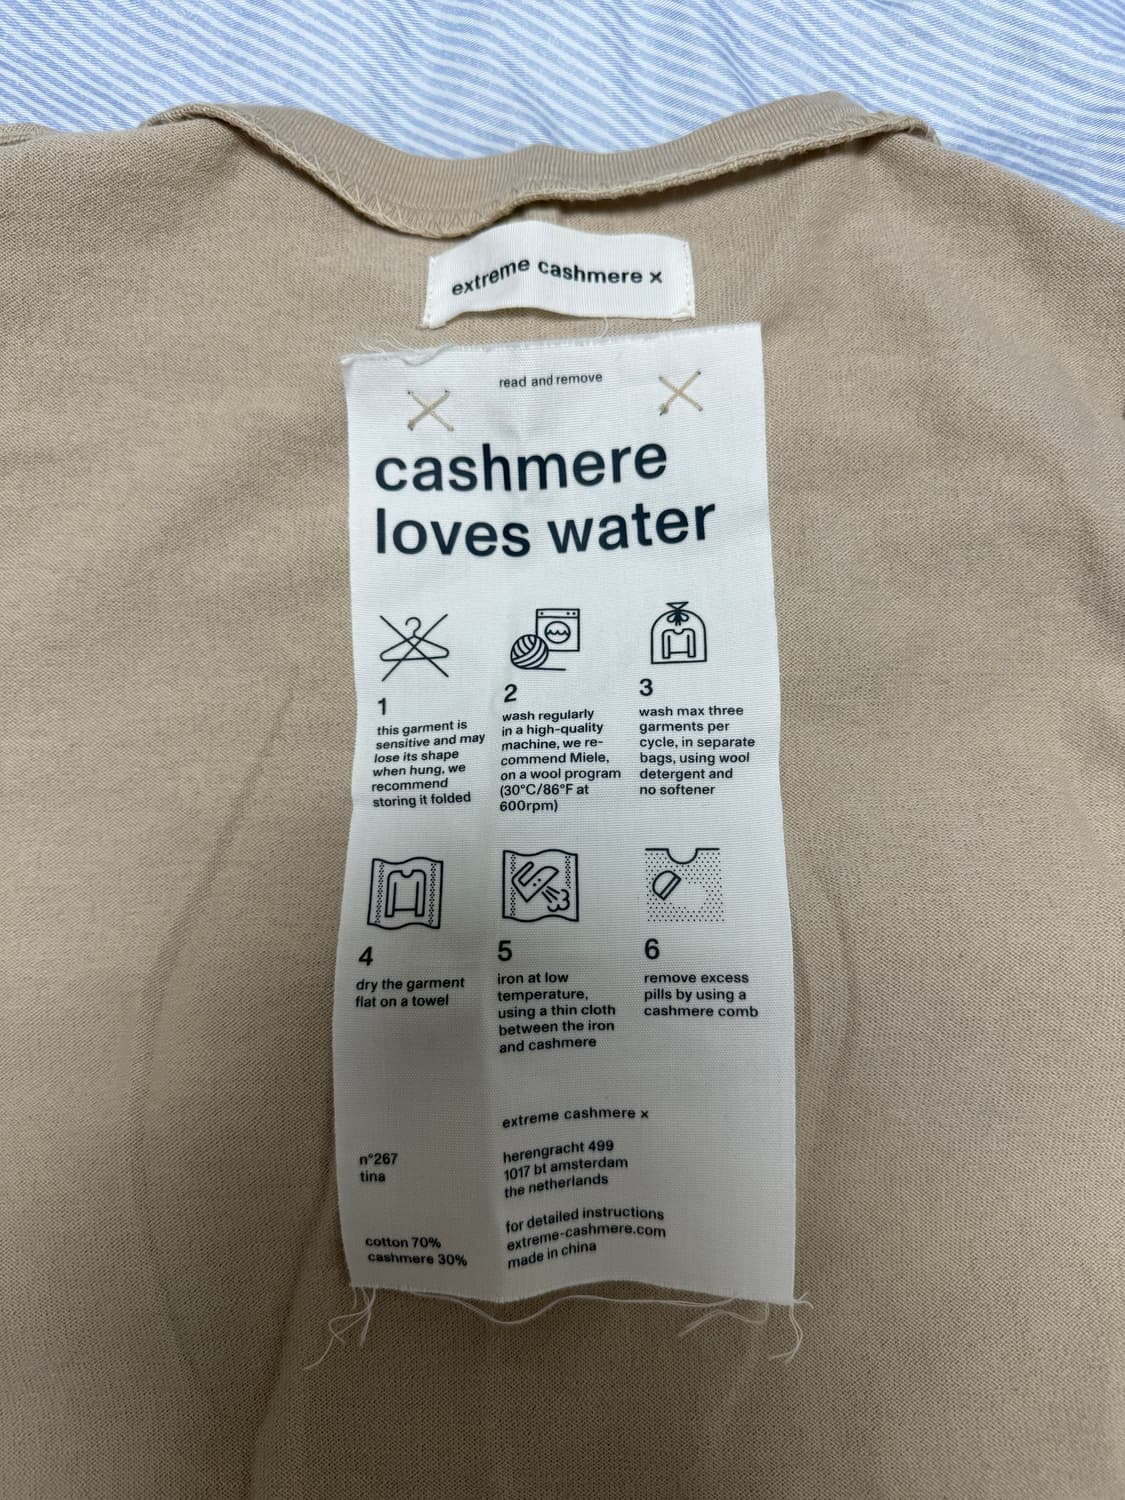 extreme cashmere x
read and remove
cashmere
loves water
1
this garment is
sensitive and may
lose its shape
when hung, we
recommend
storing it folded
2
wash regularly
in a high-quality
machine, we re-
commend Miele,
on a wool program
(30°C/86°F at
600rpm)
3
wash max three
garments per
cycle, in separate
bags, using wool
detergent and
no softener
4
dry the garment
flat on a towel
5
iron at low
temperature,
using a thin cloth
between the iron
and cashmere
6
remove excess
pills by using a
cashmere comb
n°267
tina
cotton 70%
cashmere 30%
extreme cashmere x
herengracht 499
1017 bt amsterdam
the netherlands
for detailed instructions
extreme-cashmere.com
made in china